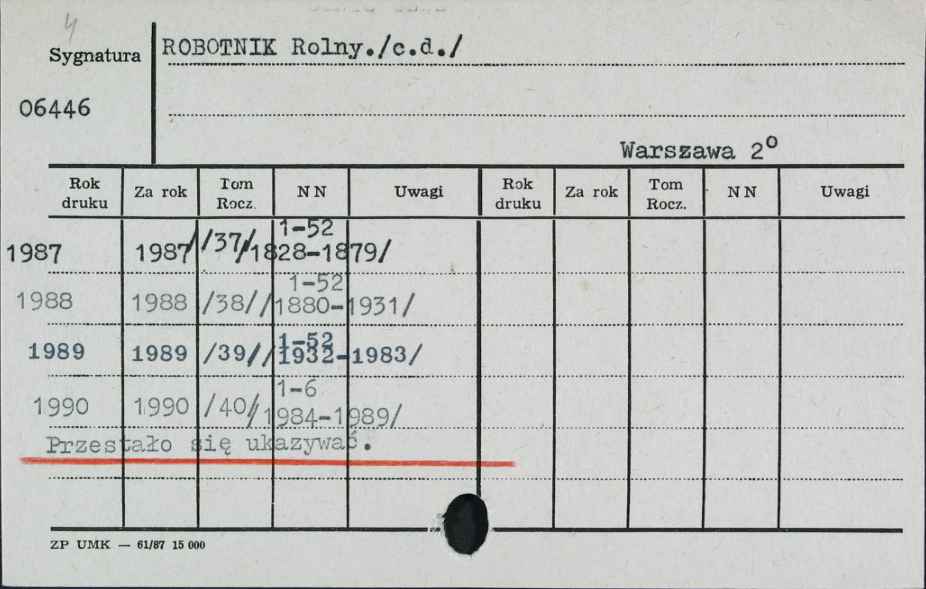 4
Sygnatura
ROBOTNIK Rolny./c.d./
06446
Warszawa 2º
Rok druku Za rok Tom Rocz. NN Uwagi Rok druku Za rok Tom Rocz. NN Uwagi
1-52
1987 1987 /37/ /1828-1879/
1-52
1988 1988 /38/ /1880-1931/
1-52
1989 1989 /39/ /1932-1983/
1-6
1990 1990 /40/ /1984-1989/
Przestało się ukazywać.
ZP UMK — 61/87 15 000